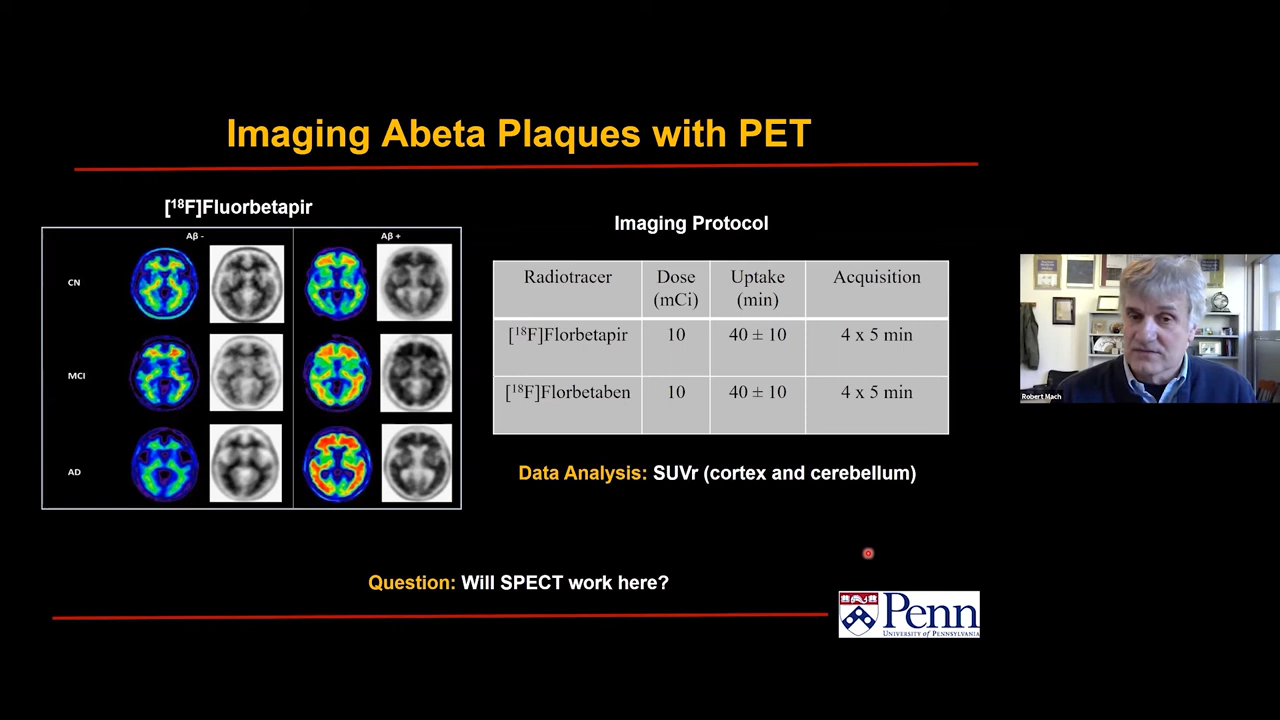 Imaging Abeta Plaques with PET
[¹⁸F]Fluorbetapir
Aβ - Aβ +
CN
MCI
AD
Imaging Protocol
Radiotracer Dose (mCi) Uptake (min) Acquisition
[¹⁸F]Florbetapir 10 40 ± 10 4 x 5 min
[¹⁸F]Florbetaben 10 40 ± 10 4 x 5 min
Data Analysis: SUVr (cortex and cerebellum)
Question: Will SPECT work here?
Penn
UNIVERSITY of PENNSYLVANIA
Robert Mach